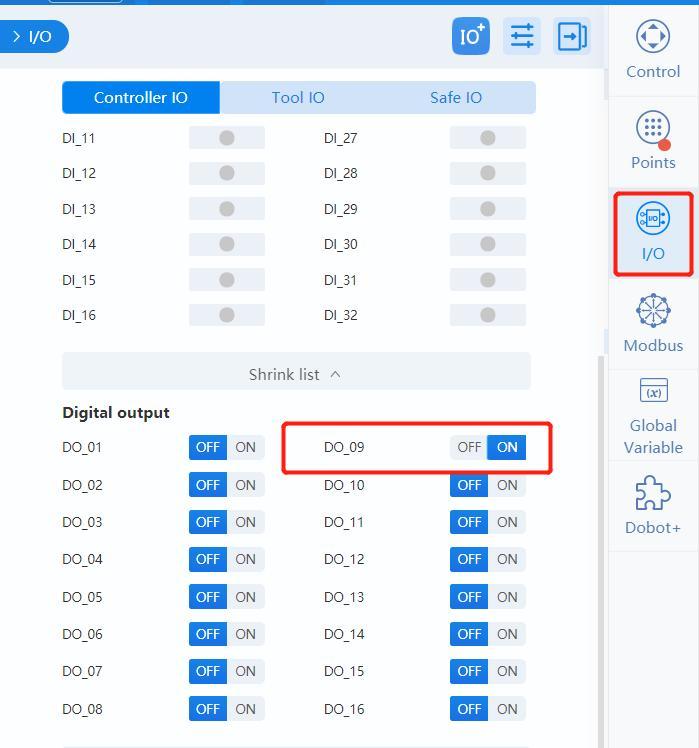 > I/O
IO+
Controller IO Tool IO Safe IO
DI_11 DI_27
DI_12 DI_28
DI_13 DI_29
DI_14 DI_30
DI_15 DI_31
DI_16 DI_32
Shrink list ^
Digital output
DO_01 OFF ON DO_09 OFF ON
DO_02 OFF ON DO_10 OFF ON
DO_03 OFF ON DO_11 OFF ON
DO_04 OFF ON DO_12 OFF ON
DO_05 OFF ON DO_13 OFF ON
DO_06 OFF ON DO_14 OFF ON
DO_07 OFF ON DO_15 OFF ON
DO_08 OFF ON DO_16 OFF ON
Control
Points
I/O
I/O
Modbus
(x)
Global
Variable
Dobot+